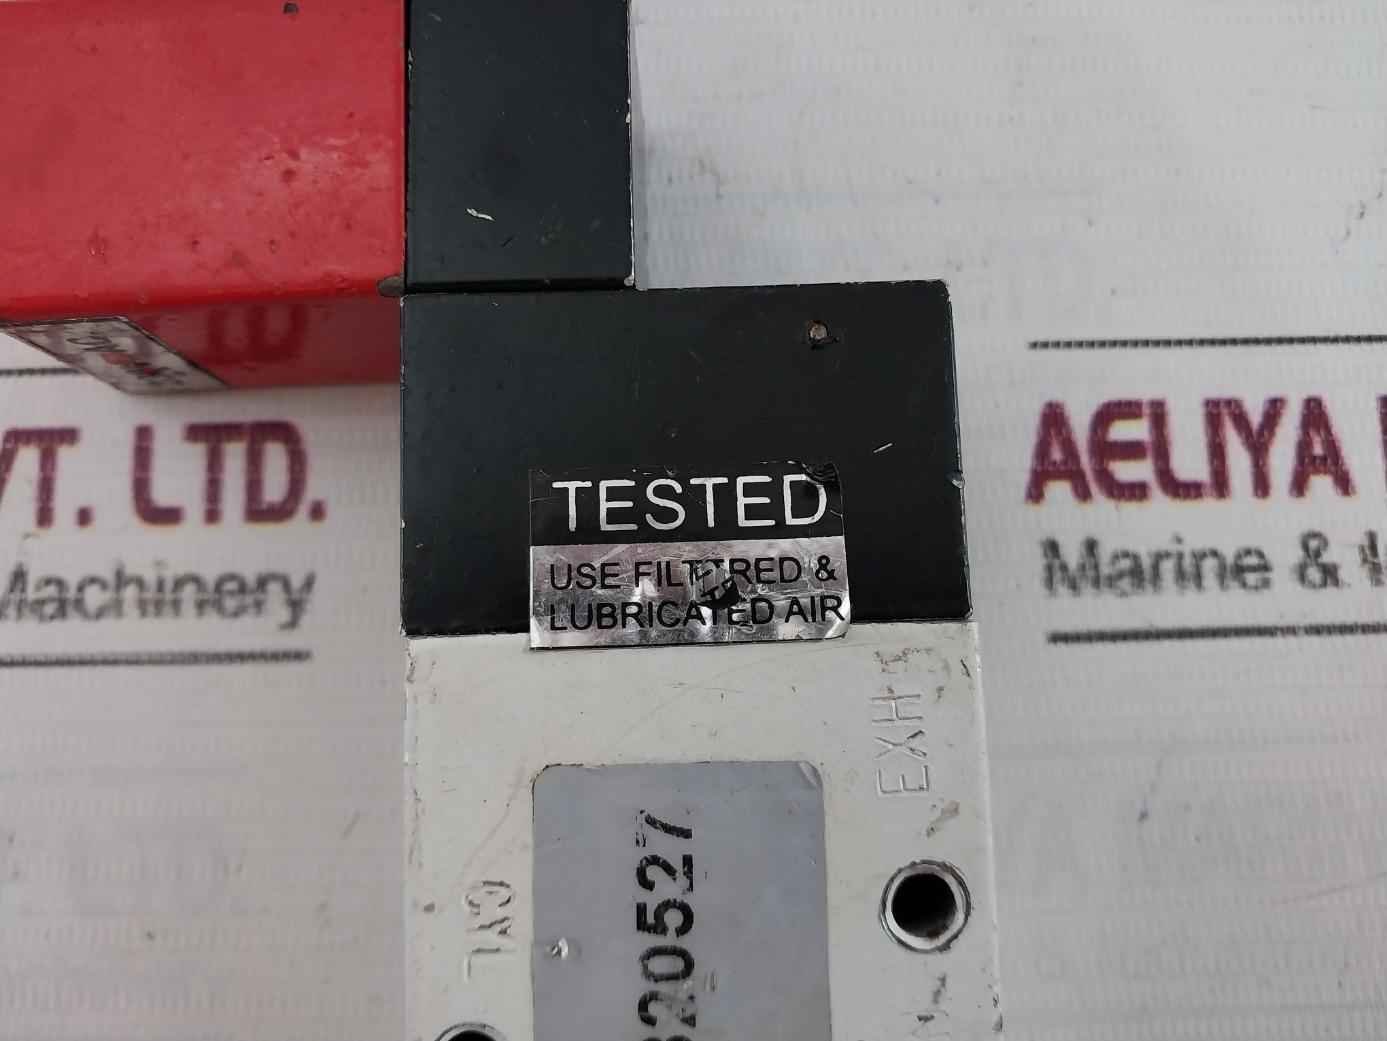 VT. LTD.
Machinery
AELIYA
Marine &
TESTED
USE FILTERED &
LUBRICATED AIR
EXH
CYL
320527